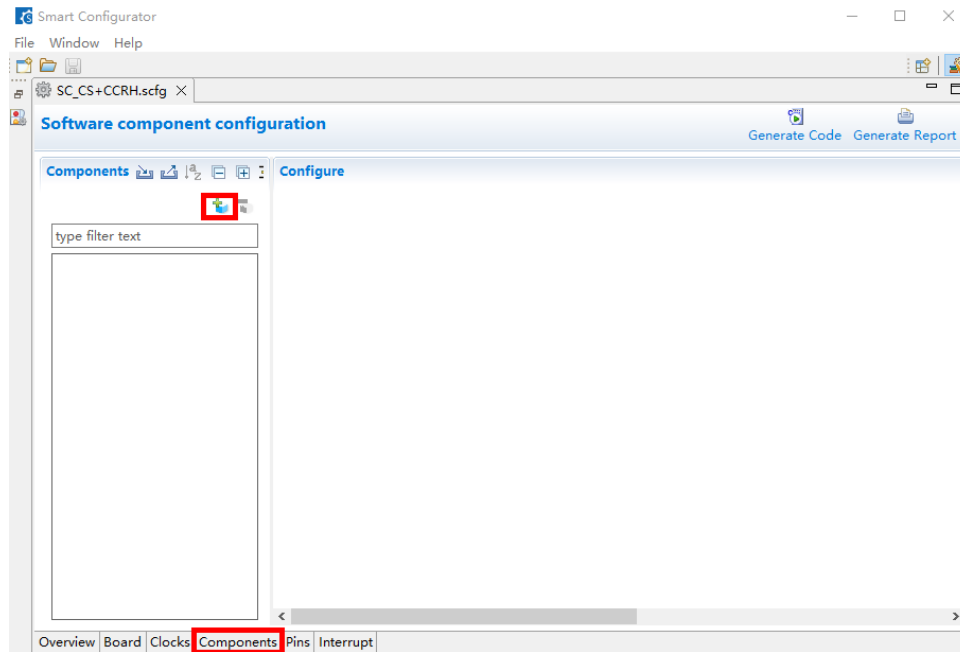 Smart Configurator
File Window Help
SC_CS+CCRH.scfg
Software component configuration
Generate Code Generate Report
Components
Configure
type filter text
Overview Board Clocks Components Pins Interrupt